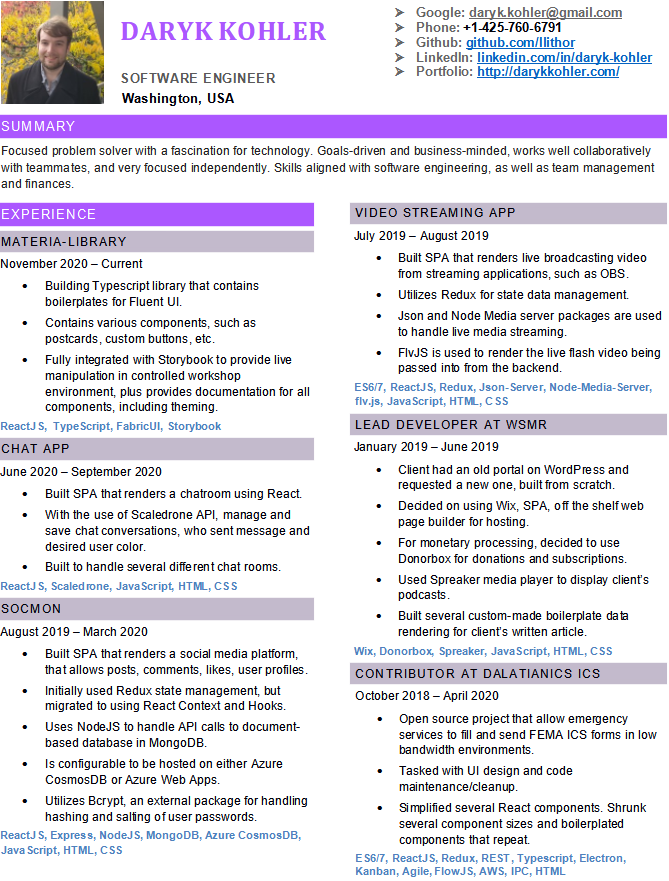 DARYK KOHLER
SOFTWARE ENGINEER
Washington, USA
➤ Google: daryk.kohler@gmail.com
➤ Phone: +1-425-760-6791
➤ Github: github.com/llithor
➤ LinkedIn: linkedin.com/in/daryk-kohler
➤ Portfolio: http://darykkohler.com/
SUMMARY
Focused problem solver with a fascination for technology. Goals-driven and business-minded, works well collaboratively
with teammates, and very focused independently. Skills aligned with software engineering, as well as team management
and finances.
EXPERIENCE
MATERIA-LIBRARY
November 2020 – Current
• Building Typescript library that contains
boilerplates for Fluent UI.
• Contains various components, such as
postcards, custom buttons, etc.
• Fully integrated with Storybook to provide live
manipulation in controlled workshop
environment, plus provides documentation for all
components, including theming.
ReactJS, TypeScript, FabricUI, Storybook
CHAT APP
June 2020 – September 2020
• Built SPA that renders a chatroom using React.
• With the use of Scaledrone API, manage and
save chat conversations, who sent message and
desired user color.
• Built to handle several different chat rooms.
ReactJS, Scaledrone, JavaScript, HTML, CSS
SOCMON
August 2019 – March 2020
• Built SPA that renders a social media platform,
that allows posts, comments, likes, user profiles.
• Initially used Redux state management, but
migrated to using React Context and Hooks.
• Uses NodeJS to handle API calls to document-
based database in MongoDB.
• Is configurable to be hosted on either Azure
CosmosDB or Azure Web Apps.
• Utilizes Bcrypt, an external package for handling
hashing and salting of user passwords.
ReactJS, Express, NodeJS, MongoDB, Azure CosmosDB,
JavaScript, HTML, CSS
VIDEO STREAMING APP
July 2019 – August 2019
• Built SPA that renders live broadcasting video
from streaming applications, such as OBS.
• Utilizes Redux for state data management.
• Json and Node Media server packages are used
to handle live media streaming.
• FlvJS is used to render the live flash video being
passed into from the backend.
ES6/7, ReactJS, Redux, Json-Server, Node-Media-Server,
flv.js, JavaScript, HTML, CSS
LEAD DEVELOPER AT WSMR
January 2019 – June 2019
• Client had an old portal on WordPress and
requested a new one, built from scratch.
• Decided on using Wix, SPA, off the shelf web
page builder for hosting.
• For monetary processing, decided to use
Donorbox for donations and subscriptions.
• Used Spreaker media player to display client's
podcasts.
• Built several custom-made boilerplate data
rendering for client's written article.
Wix, Donorbox, Spreaker, JavaScript, HTML, CSS
CONTRIBUTOR AT DALATIANICS ICS
October 2018 – April 2020
• Open source project that allow emergency
services to fill and send FEMA ICS forms in low
bandwidth environments.
• Tasked with UI design and code
maintenance/cleanup.
• Simplified several React components. Shrunk
several component sizes and boilerplated
components that repeat.
ES6/7, ReactJS, Redux, REST, Typescript, Electron,
Kanban, Agile, FlowJS, AWS, IPC, HTML